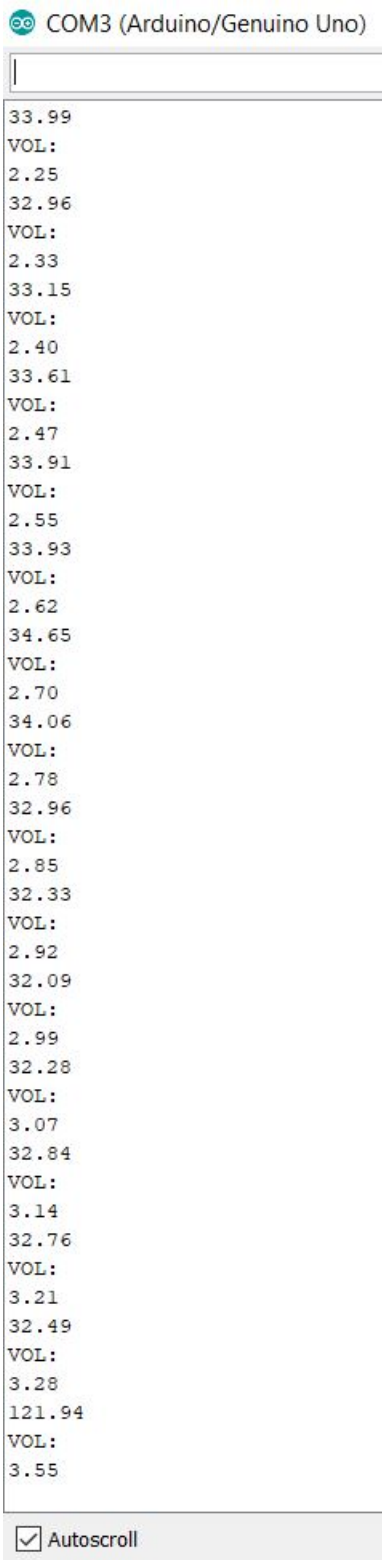 COM3 (Arduino/Genuino Uno)
33.99
VOL:
2.25
32.96
VOL:
2.33
33.15
VOL:
2.40
33.61
VOL:
2.47
33.91
VOL:
2.55
33.93
VOL:
2.62
34.65
VOL:
2.70
34.06
VOL:
2.78
32.96
VOL:
2.85
32.33
VOL:
2.92
32.09
VOL:
2.99
32.28
VOL:
3.07
32.84
VOL:
3.14
32.76
VOL:
3.21
32.49
VOL:
3.28
121.94
VOL:
3.55
Autoscroll